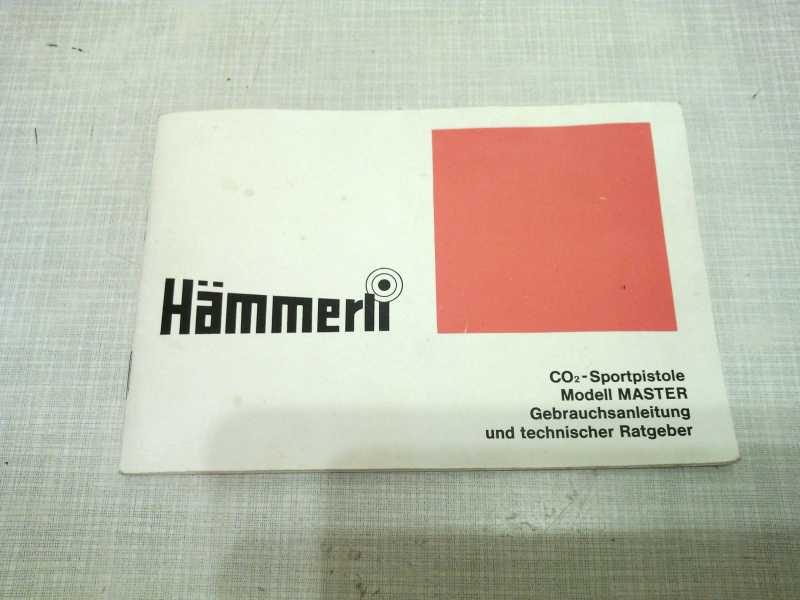 Hämmerli
CO₂-Sportpistole
Modell MASTER
Gebrauchsanleitung
und technischer Ratgeber